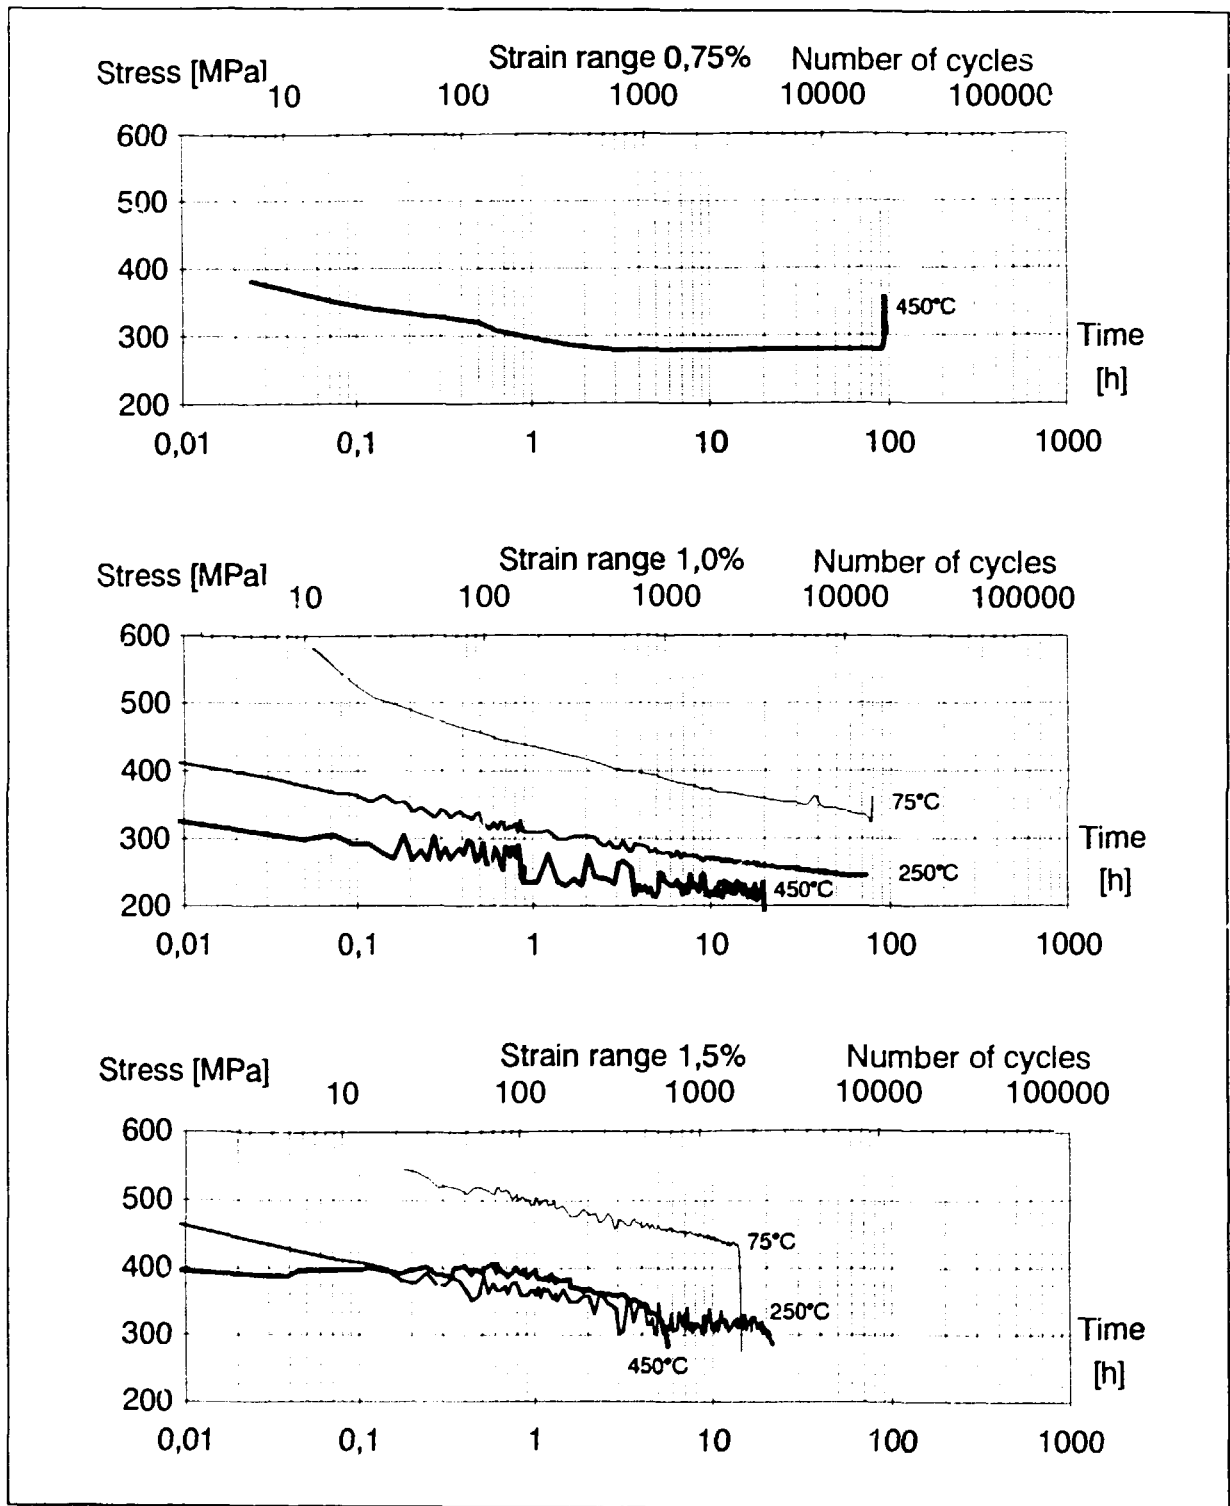 Strain range 0,75% Number of cycles
Stress [MPa]
10 100 1000 10000 100000
600
500
400
450°C
300
Time
[h]
200
0,01 0,1 1 10 100 1000
Strain range 1,0% Number of cycles
Stress [MPa]
10 100 1000 10000 100000
600
500
400
75°C
300
Time
250°C
[h]
450°C
200
0,01 0,1 1 10 100 1000
Strain range 1,5% Number of cycles
Stress [MPa]
10 100 1000 10000 100000
600
500
75°C
400
250°C
300
Time
450°C
[h]
200
0,01 0,1 1 10 100 1000